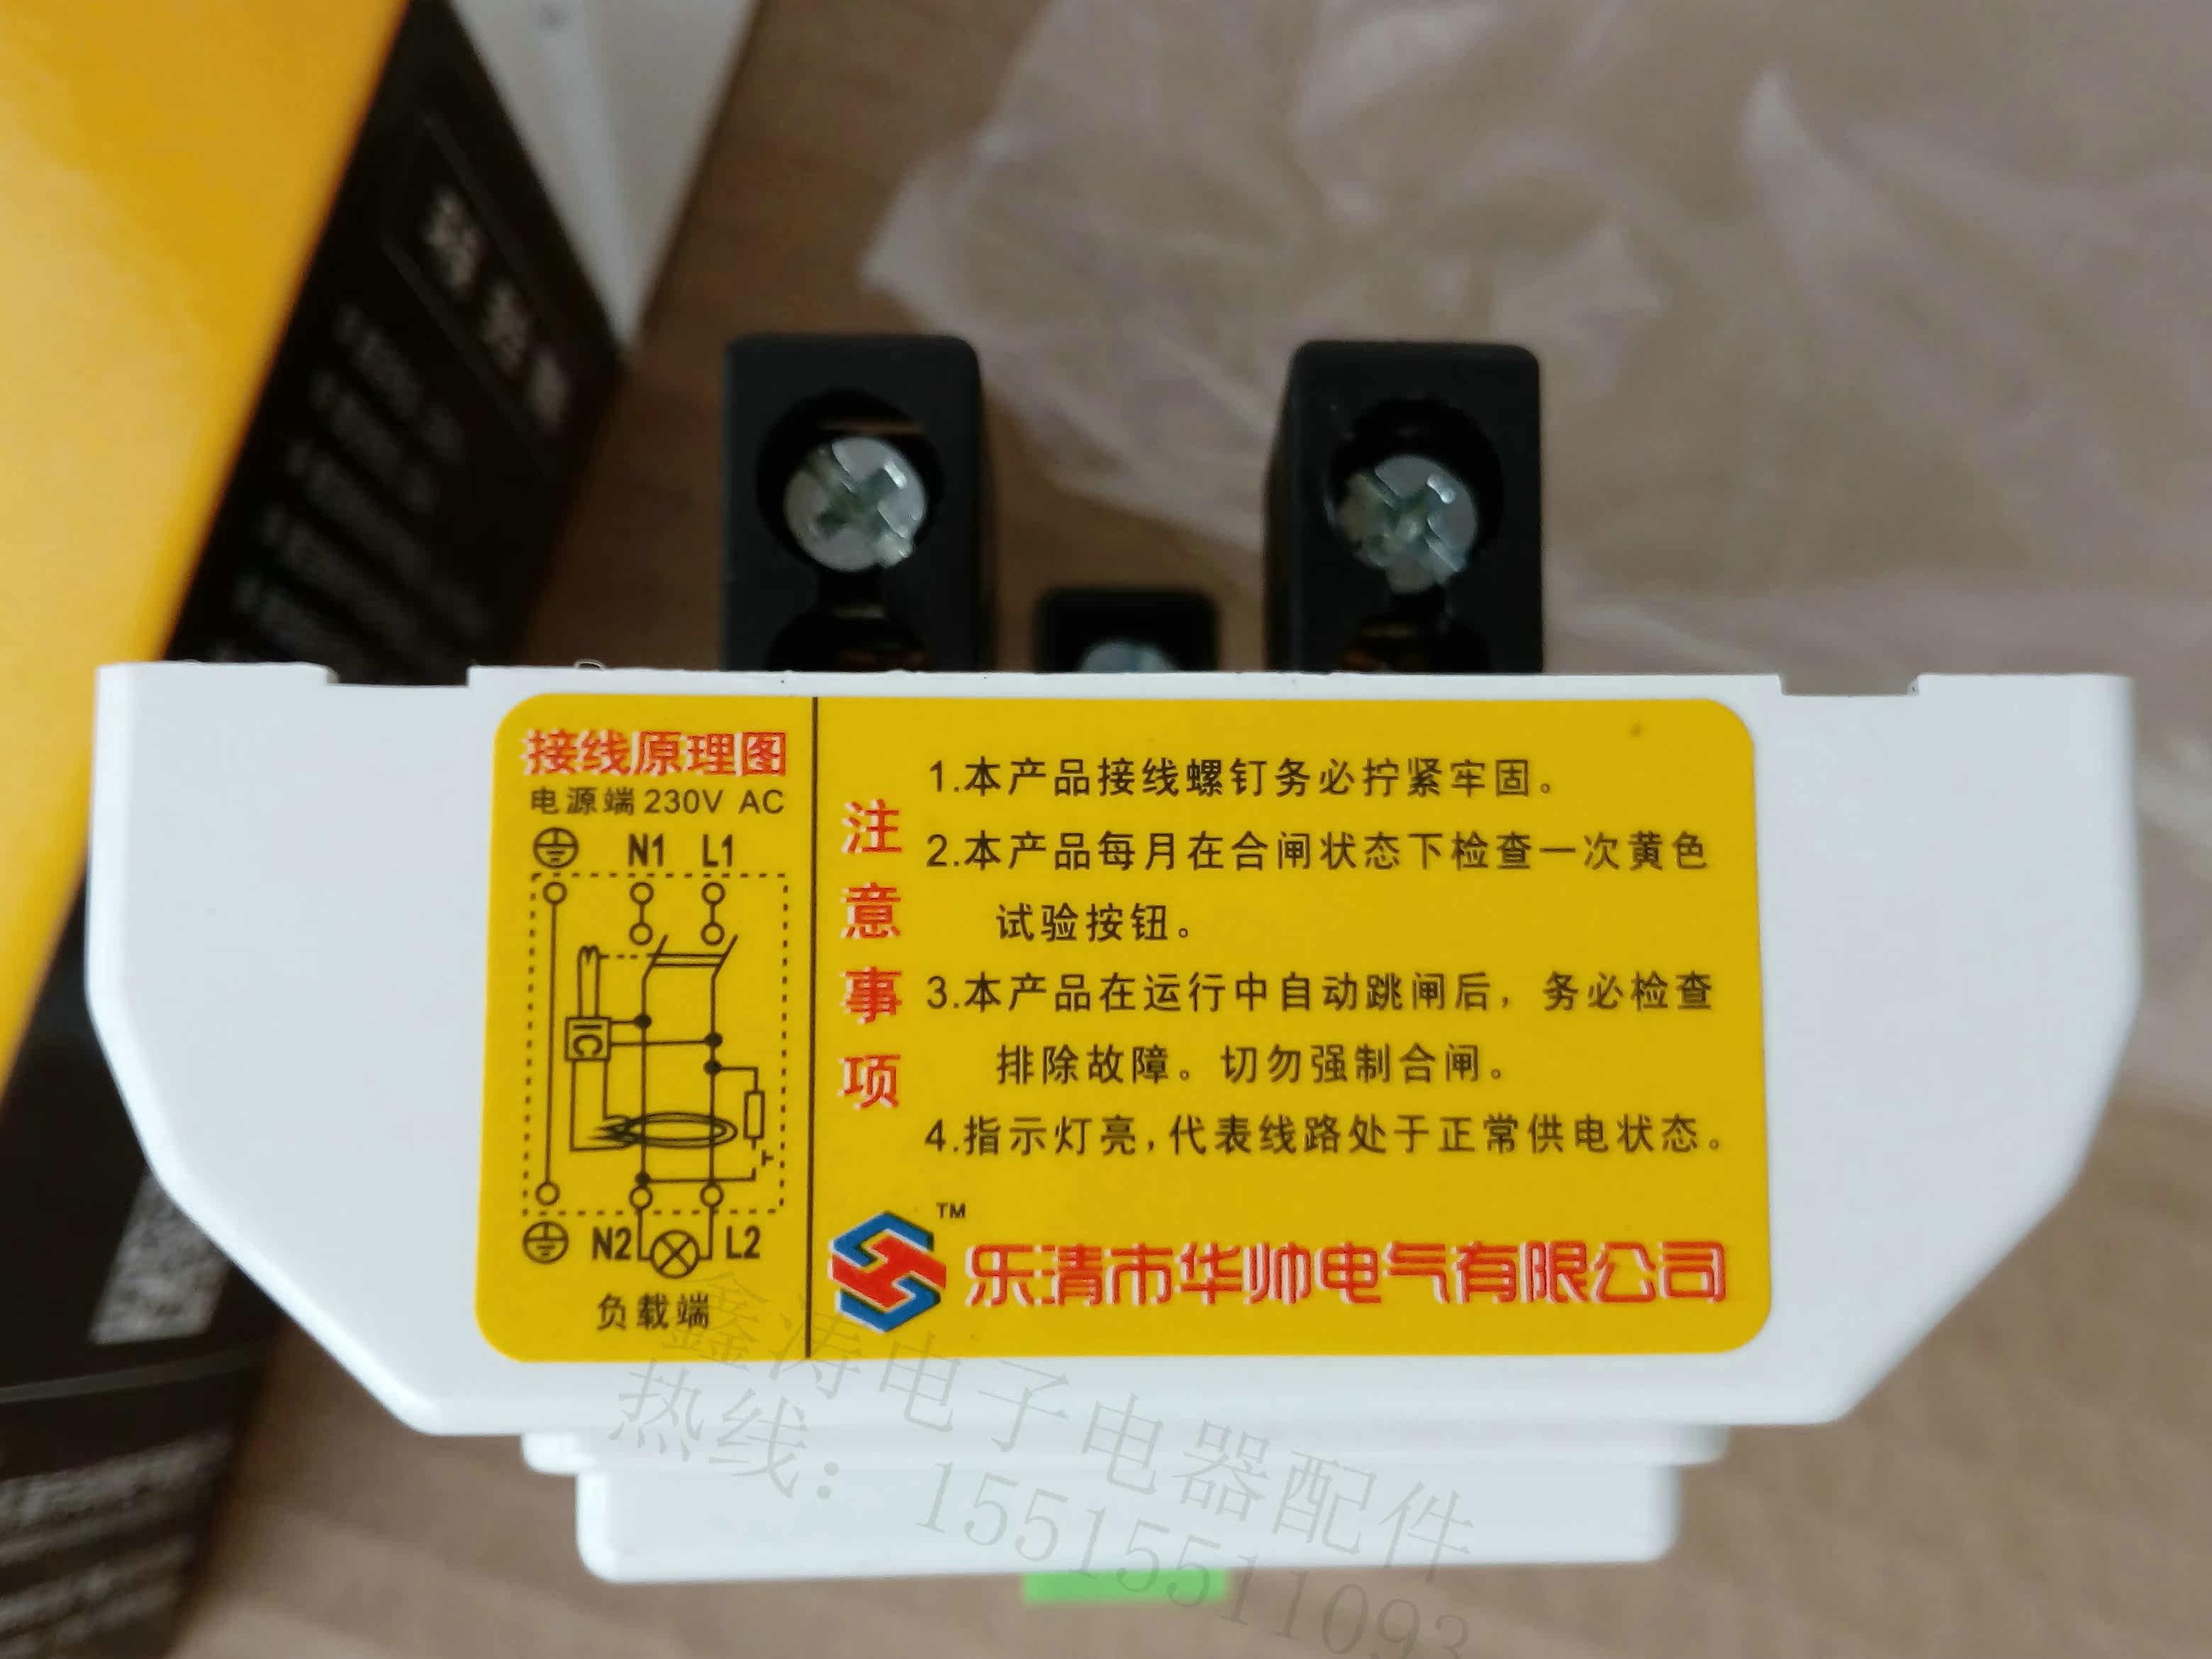 接线原理图
电源端 230V AC
N1 L1
IC
T
N2 L2
负载端
注意事项
1.本产品接线螺钉务必拧紧牢固。
2.本产品每月在合闸状态下检查一次黄色
试验按钮。
3.本产品在运行中自动跳闸后，务必检查
排除故障。切勿强制合闸。
4.指示灯亮,代表线路处于正常供电状态。
TM
乐清市华帅电气有限公司
鑫涛电子电器配件
热线：15515511093